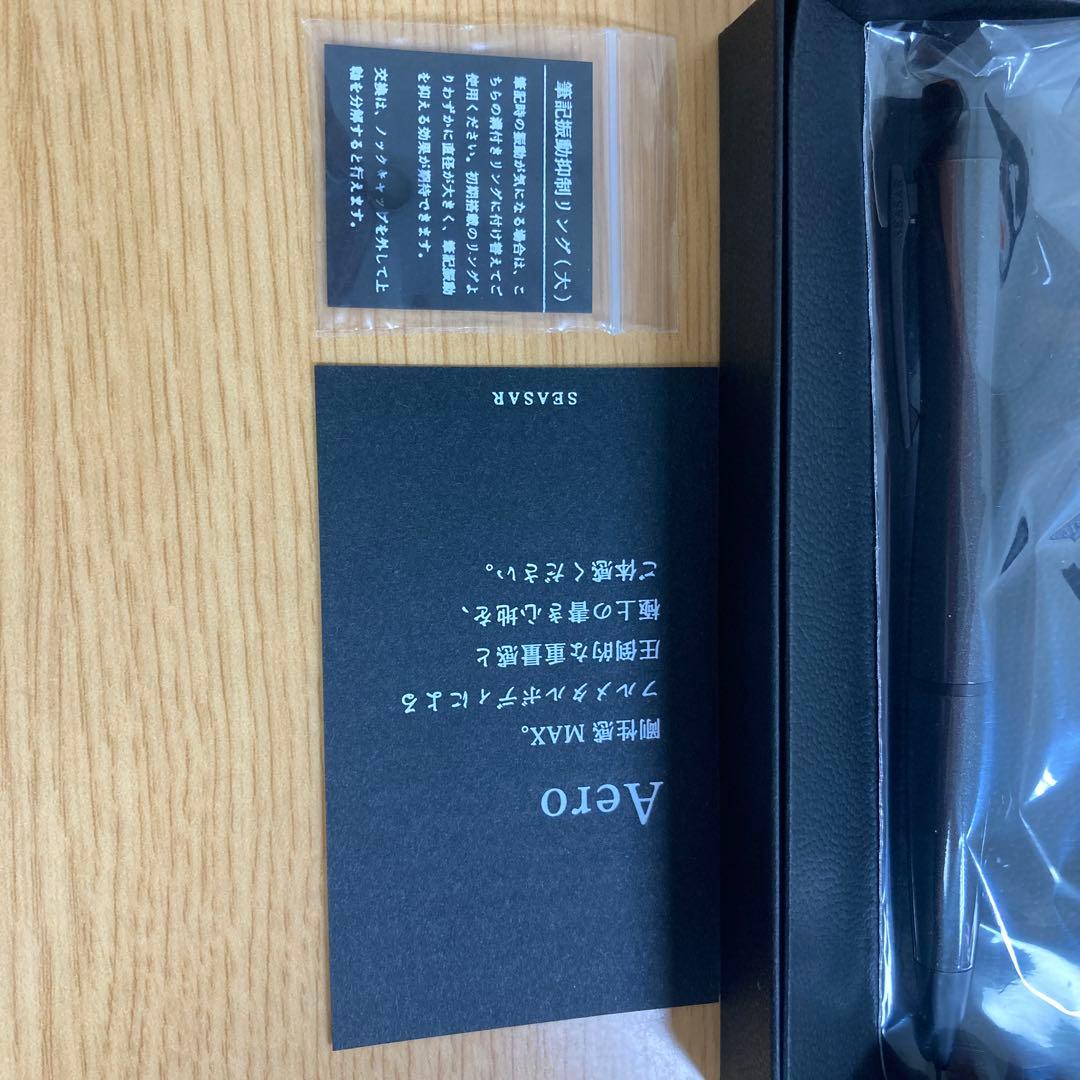 筆記振動抑制リング(大)
筆記時の振動が気になる場合は、こ
ちらの溝付きリングに付け替えてご
使用ください。初期搭載のリングよ
りわずかに直径が大きく、筆記振動
を抑える効果が期待できます。
交換は、ノックキャップを外して上
軸を分解すると行えます。
Aero
剛性感 MAX。
フルメタルボディによる
圧倒的な重量感と
極上の書き心地を、
ご体感ください。
SEASAR